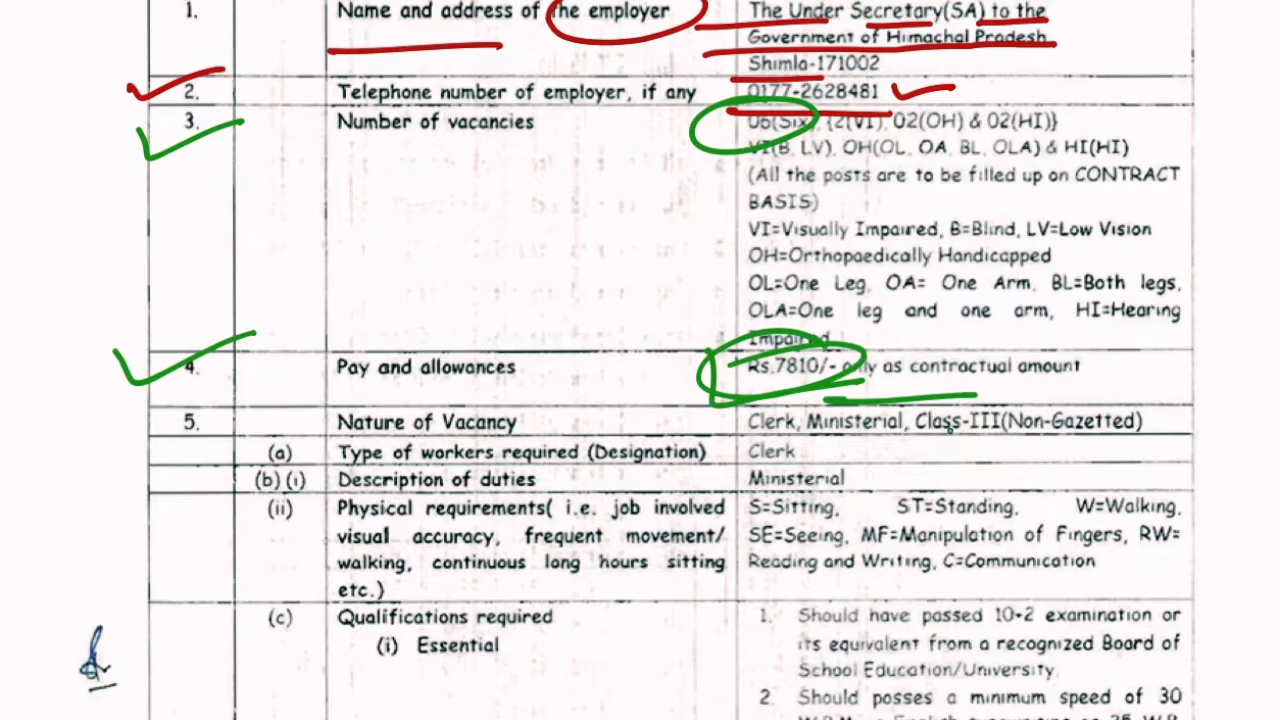 1. Name and address of the employer The Under Secretary(SA) to the
Government of Himachal Pradesh
Shimla-171002
2. Telephone number of employer, if any 0177-2628481
3. Number of vacancies 06(Six), {2(VI), 02(OH) & 02(HI)}
VI(B, LV), OH(OL, OA, BL, OLA) & HI(HI)
(All the posts are to be filled up on CONTRACT
BASIS)
VI=Visually Impaired, B=Blind, LV=Low Vision
OH=Orthopaedically Handicapped
OL=One Leg, OA= One Arm, BL=Both legs,
OLA=One leg and one arm, HI=Hearing
Impaired
4. Pay and allowances Rs.7810/- only as contractual amount
5. Nature of Vacancy Clerk, Ministerial, Class-III(Non-Gazetted)
(a) Type of workers required (Designation) Clerk
(b) (i) Description of duties Ministerial
(ii) Physical requirements( i.e. job involved S=Sitting, ST=Standing, W=Walking,
visual accuracy, frequent movement/ SE=Seeing, MF=Manipulation of Fingers, RW=
walking, continuous long hours sitting Reading and Writing, C=Communication
etc.)
(c) Qualifications required 1. Should have passed 10+2 examination or
(i) Essential its equivalent from a recognized Board of
School Education/University.
2. Should posses a minimum speed of 30